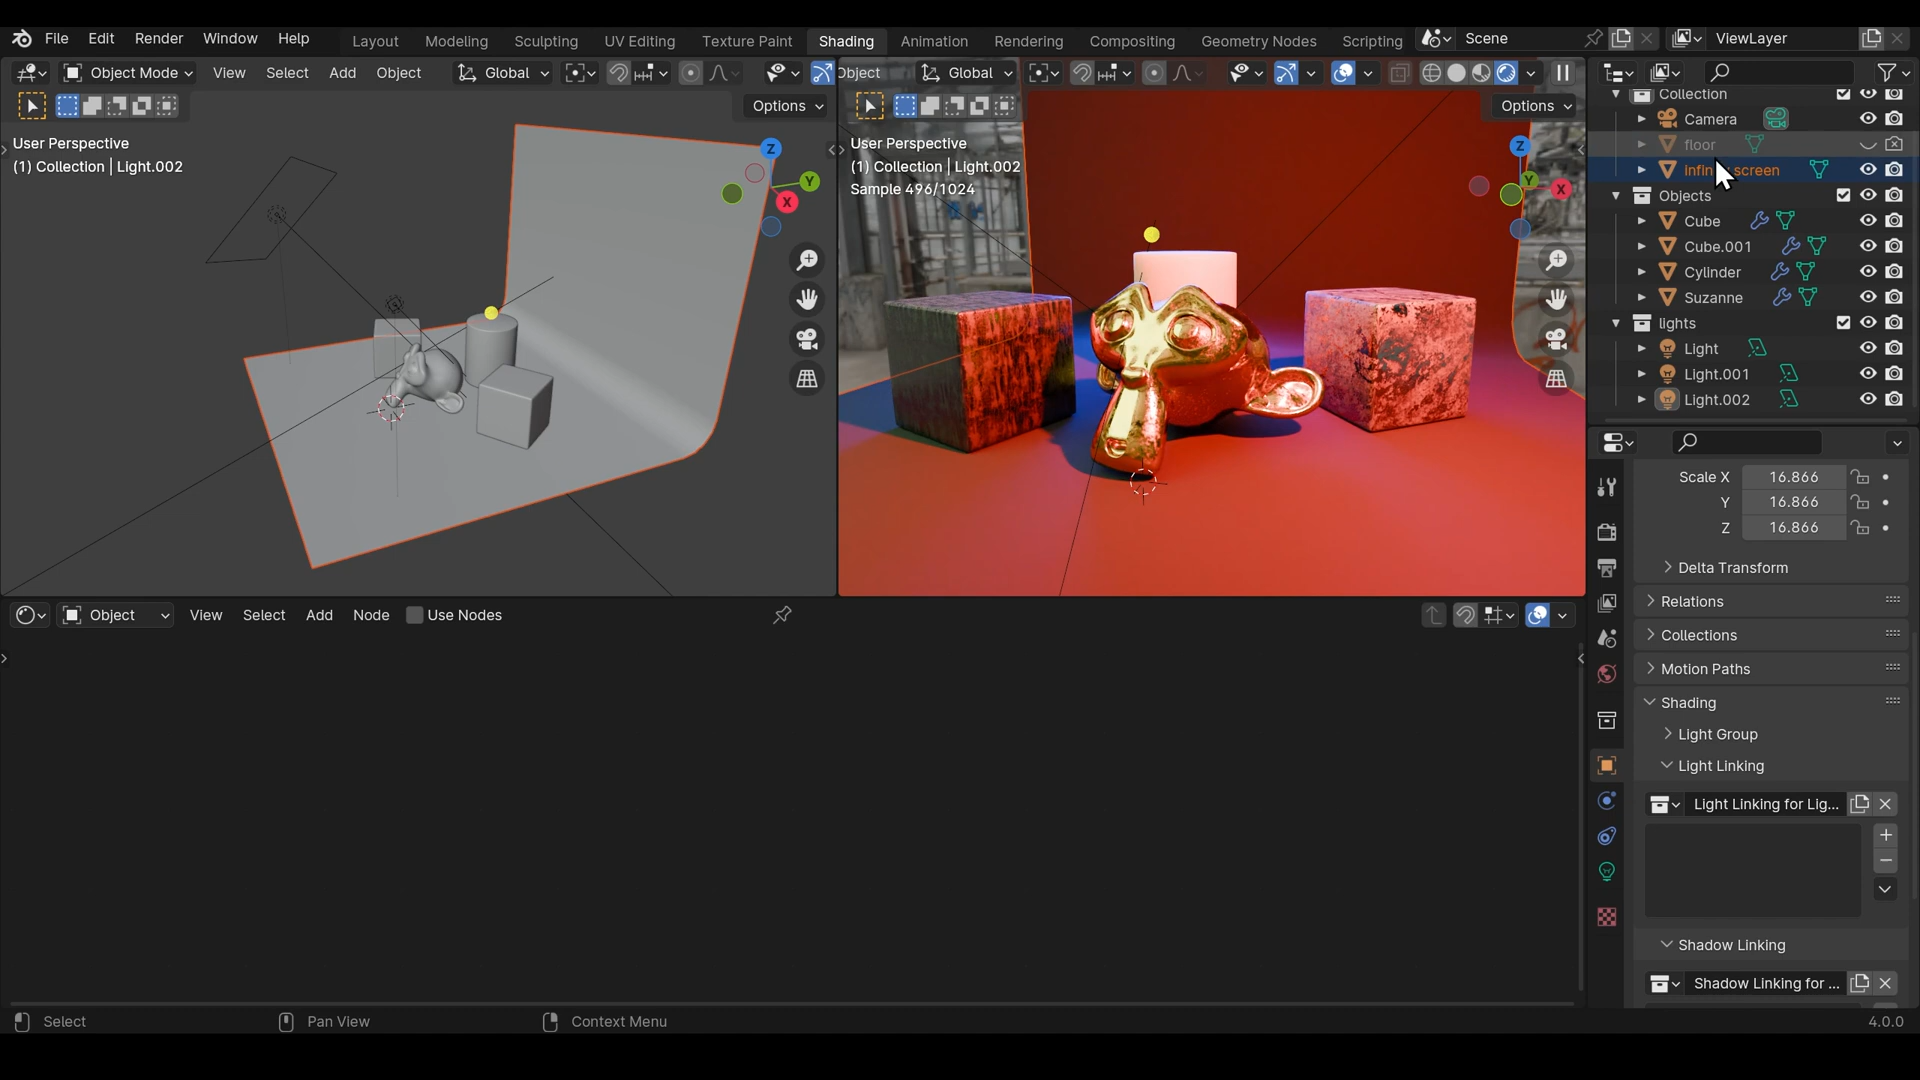 File Edit Render Window Help Layout Modeling Sculpting UV Editing Texture Paint Shading Animation Rendering Compositing Geometry Nodes Scripting Scene ViewLayer
Object Mode View Select Add Object Global Object Global
Options Options
User Perspective
(1) Collection | Light.002
User Perspective
(1) Collection | Light.002
Sample 496/1024
Z
Y
X
Z
Y
X
Collection
Camera
floor
Infin screen
Objects
Cube
Cube.001
Cylinder
Suzanne
lights
Light
Light.001
Light.002
Scale X 16.866
Y 16.866
Z 16.866
Delta Transform
Relations
Collections
Motion Paths
Shading
Light Group
Light Linking
Light Linking for Lig...
Shadow Linking
Shadow Linking for ...
Object View Select Add Node Use Nodes
Select Pan View Context Menu 4.0.0